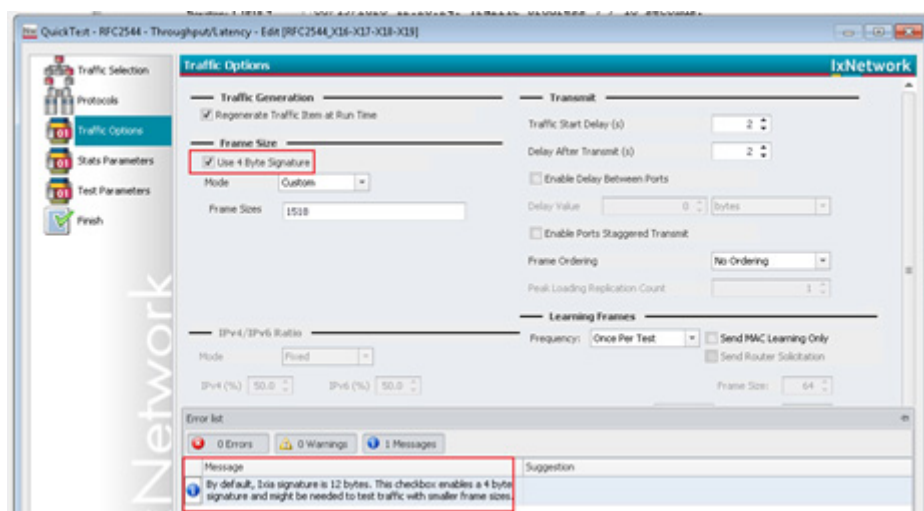 QuickTest - RFC2544 - Throughput/Latency - Edit [RFC2544_X16-X17-X18-X19]
Traffic Selection
Protocols
Traffic Options
Stats Parameters
Test Parameters
Finish
Network
Traffic Options
IxNetwork
Traffic Generation
Regenerate Traffic Item at Run Time
Frame Size
Use 4 Byte Signature
Mode Custom
Frame Sizes 1518
IPv4/IPv6 Ratio
Mode Fixed
IPv4 (%) 50.0 IPv6 (%) 50.0
Transmit
Traffic Start Delay (s) 2
Delay After Transmit (s) 2
Enable Delay Between Ports
Delay Value 0 bytes
Enable Ports Staggered Transmit
Frame Ordering No Ordering
Peak Loading Replication Count 1
Learning Frames
Frequency: Once Per Test Send MAC Learning Only
Send Router Solicitation
Frame Size: 64
Error list
0 Errors 0 Warnings 1 Messages
Message Suggestion
By default, Ixia signature is 12 bytes. This checkbox enables a 4 byte
signature and might be needed to test traffic with smaller frame sizes.